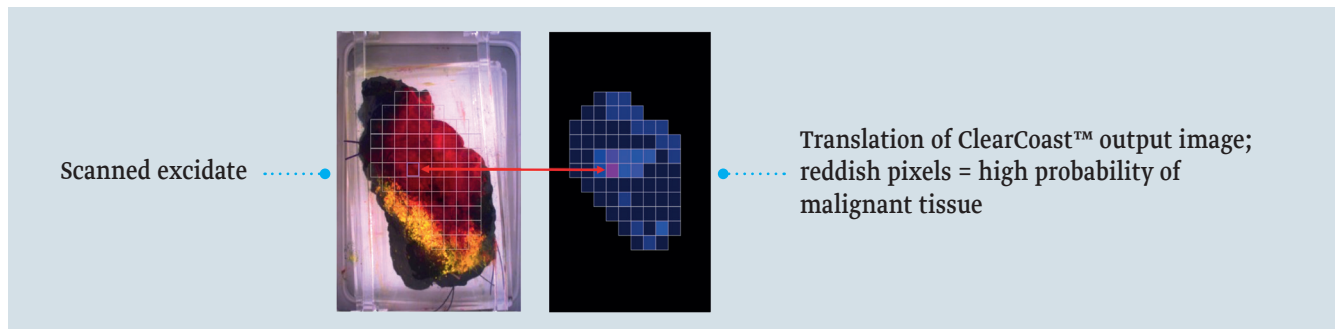 Scanned excidate
Translation of ClearCoast™ output image;
reddish pixels = high probability of
malignant tissue